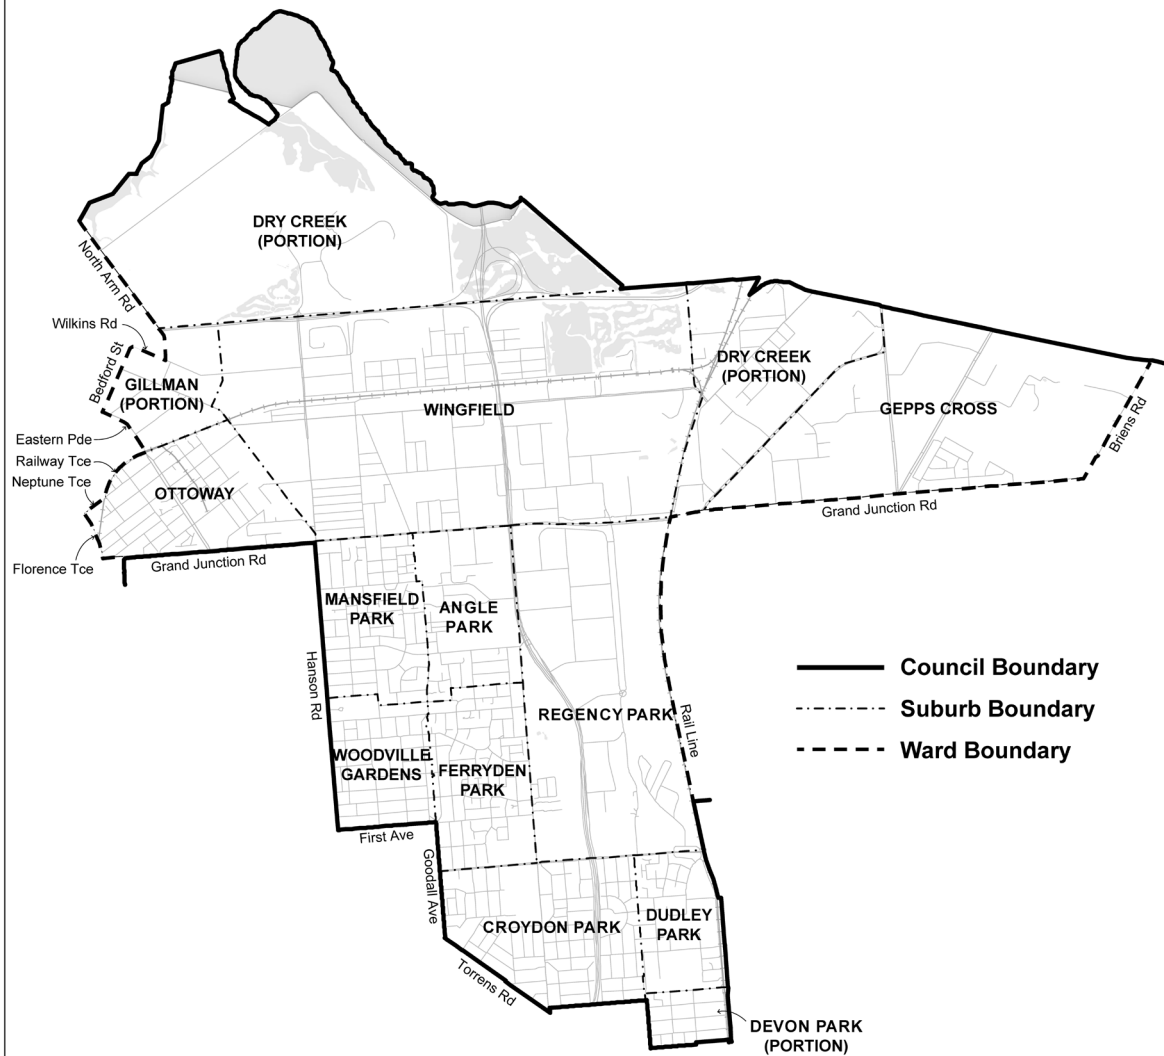 DRY CREEK
(PORTION)
North Arm Rd
Wilkins Rd
Bedford St
GILLMAN
(PORTION)
DRY CREEK
(PORTION)
WINGFIELD
GEPPS CROSS
Briens Rd
Eastern Pde
Railway Tce
Neptune Tce
OTTOWAY
Grand Junction Rd
Florence Tce
Grand Junction Rd
MANSFIELD
PARK
ANGLE
PARK
Hanson Rd
Council Boundary
Suburb Boundary
Ward Boundary
REGENCY PARK
Rail Line
WOODVILLE
GARDENS
FERRYDEN
PARK
First Ave
Goodall Ave
CROYDON PARK
DUDLEY
PARK
Torrens Rd
DEVON PARK
(PORTION)